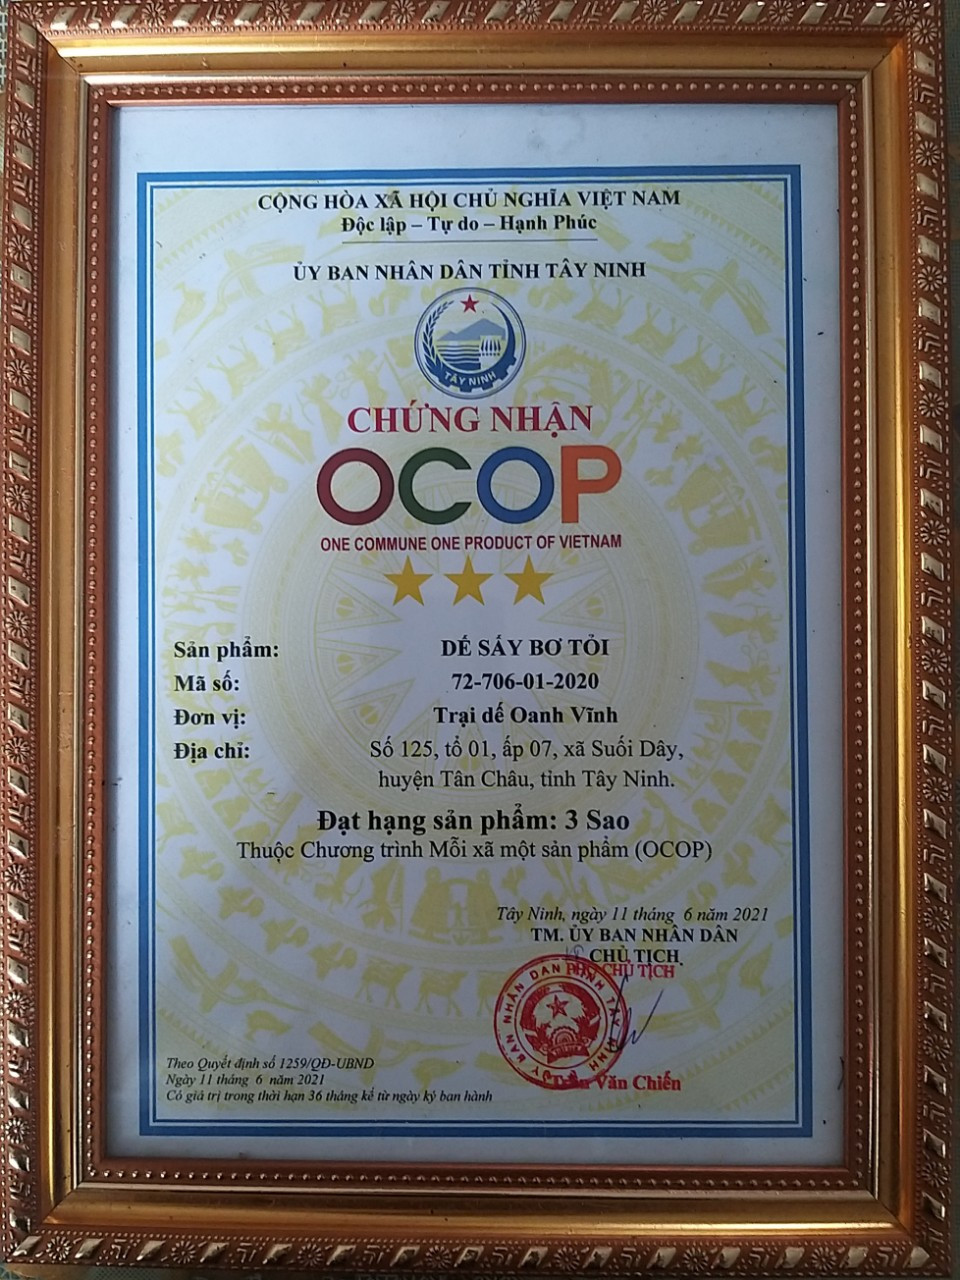 CỘNG HÒA XÃ HỘI CHỦ NGHĨA VIỆT NAM
Độc lập – Tự do – Hạnh Phúc
ỦY BAN NHÂN DÂN TỈNH TÂY NINH
TÂY NINH
CHỨNG NHẬN
OCOP
ONE COMMUNE ONE PRODUCT OF VIETNAM
Sản phẩm: DẾ SẤY BƠ TỎI
Mã số: 72-706-01-2020
Đơn vị: Trại dế Oanh Vĩnh
Địa chỉ: Số 125, tổ 01, ấp 07, xã Suối Dây,
huyện Tân Châu, tỉnh Tây Ninh.
Đạt hạng sản phẩm: 3 Sao
Thuộc Chương trình Mỗi xã một sản phẩm (OCOP)
Tây Ninh, ngày 11 tháng 6 năm 2021
TM. ỦY BAN NHÂN DÂN
CHỦ TỊCH
PHÓ CHỦ TỊCH
Trần Văn Chiến
Theo Quyết định số 1259/QĐ-UBND
Ngày 11 tháng 6 năm 2021
Có giá trị trong thời hạn 36 tháng kể từ ngày ký ban hành